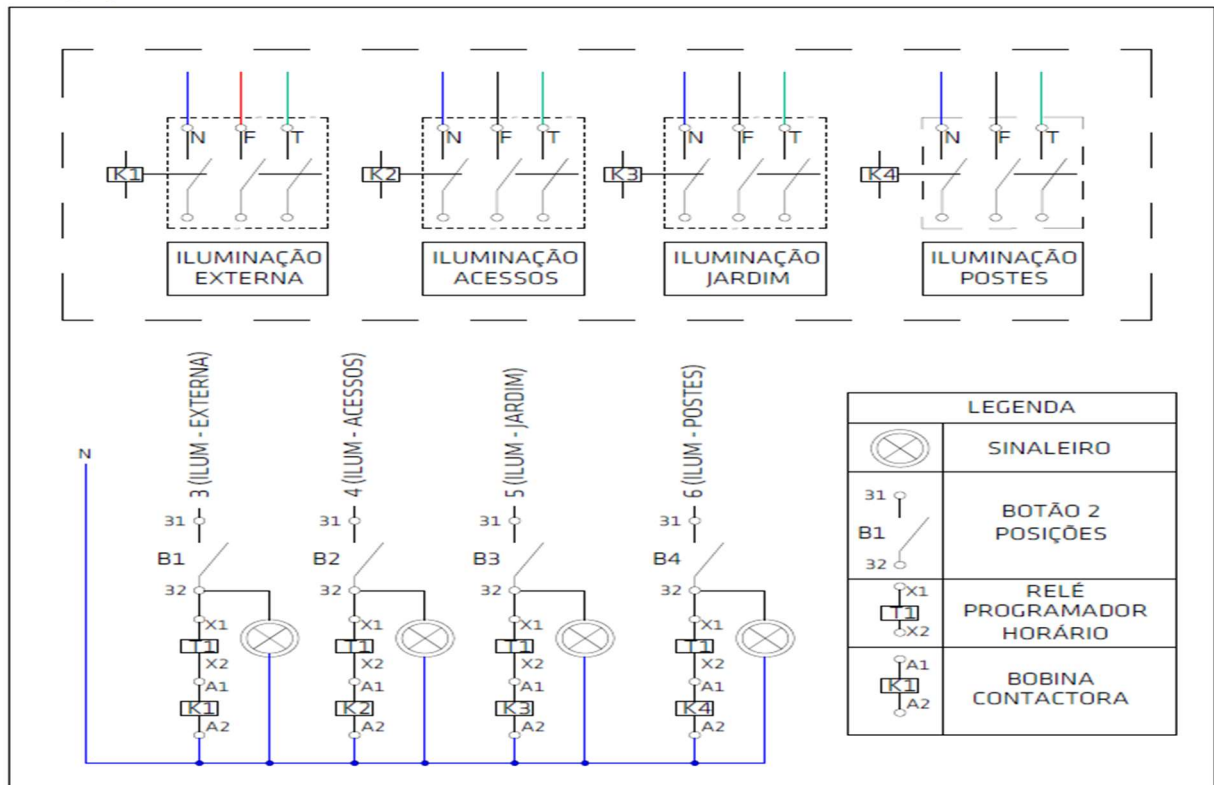 N F T
K1
ILUMINAÇÃO
EXTERNA
N F T
K2
ILUMINAÇÃO
ACESSOS
N F T
K3
ILUMINAÇÃO
JARDIM
N F T
K4
ILUMINAÇÃO
POSTES
N
3 (ILUM - EXTERNA)
31
B1
32
X1
T1
X2
A1
K1
A2
4 (ILUM - ACESSOS)
31
B2
32
X1
T1
X2
A1
K2
A2
5 (ILUM - JARDIM)
31
B3
32
X1
T1
X2
A1
K3
A2
6 (ILUM - POSTES)
31
B4
32
X1
T1
X2
A1
K4
A2
LEGENDA
SINALEIRO
31
B1
32
BOTÃO 2
POSIÇÕES
X1
T1
X2
RELÉ
PROGRAMADOR
HORÁRIO
A1
K1
A2
BOBINA
CONTACTORA